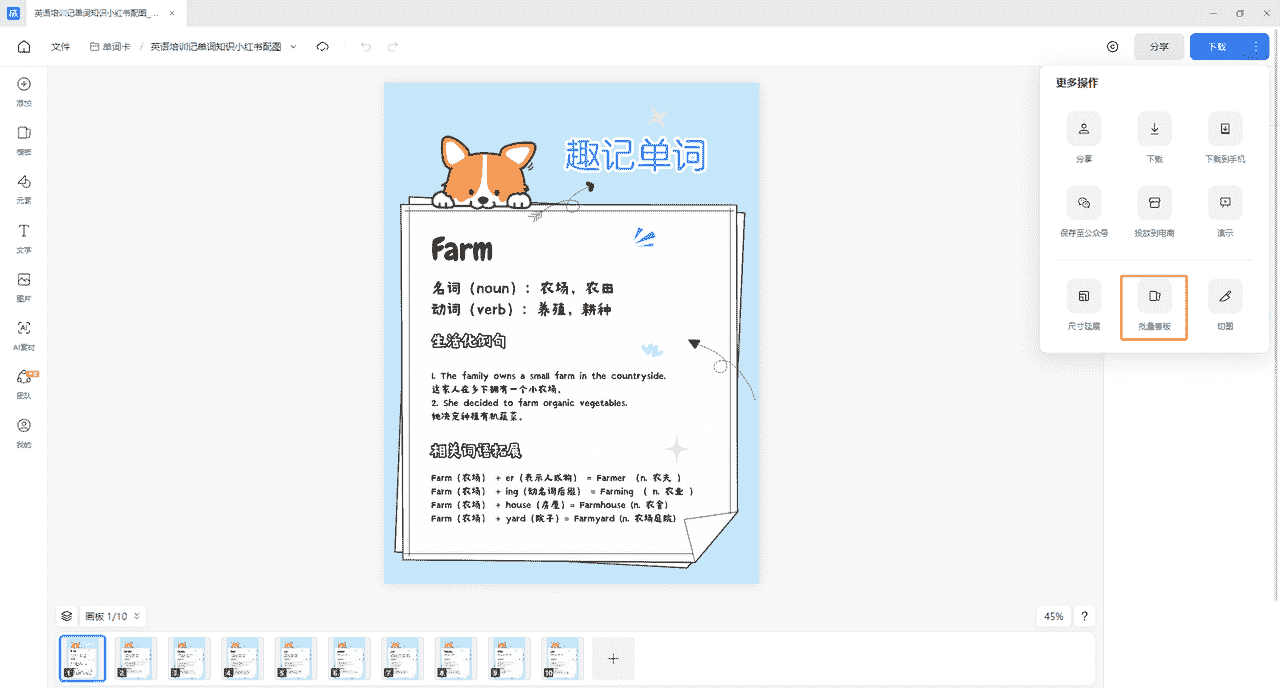 英语培训记单词知识小红书配图_...
文件
单词卡 / 英语培训记单词知识小红书配图
分享
下载
添加
模板
元素
文字
图片
AI素材
团队
我的
趣记单词
Farm
名词（noun）：农场，农田
动词（verb）：养殖，耕种
生活化例句
1. The family owns a small farm in the countryside.
这家人在乡下拥有一个小农场。
2. She decided to farm organic vegetables.
她决定种植有机蔬菜。
相关词语拓展
Farm（农场） + er（表示人或物） = Farmer （n. 农夫 ）
Farm（农场） + ing（动名词后缀） = Farming （ n. 农业 ）
Farm（农场） + house（房屋）= Farmhouse (n. 农舍)
Farm（农场） + yard（院子）= Farmyard (n. 农场庭院)
更多操作
分享
下载
下载到手机
保存至公众号
投放到电商
演示
尺寸延展
批量套版
切图
画板 1/10
45%
?
1
2
3
4
5
6
7
8
9
10